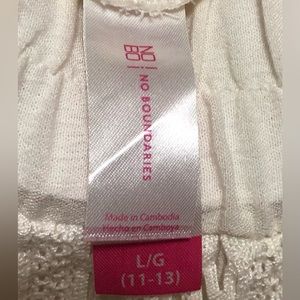 NO
BO
NO BOUNDARIES
Made in Cambodia
Hecho en Camboya
L/G
(11-13)